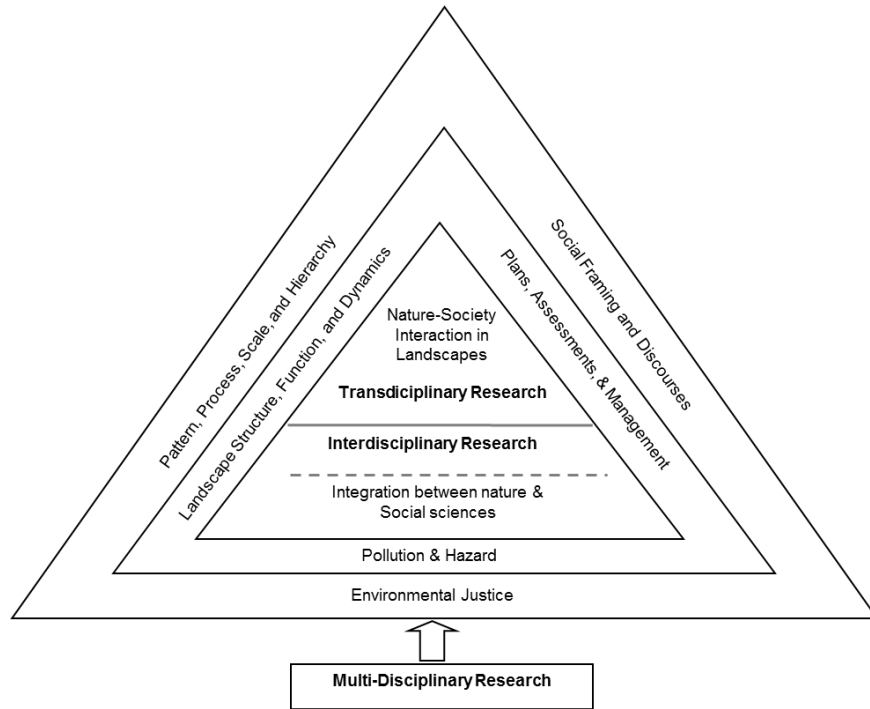 Pattern, Process, Scale, and Hierarchy
Landscape Structure, Function, and Dynamics
Social Framing and Discourses
Plans, Assessments, & Management
Nature-Society
Interaction in
Landscapes
Transdiciplinary Research
Interdisciplinary Research
Integration between nature &
Social sciences
Pollution & Hazard
Environmental Justice
Multi-Disciplinary Research